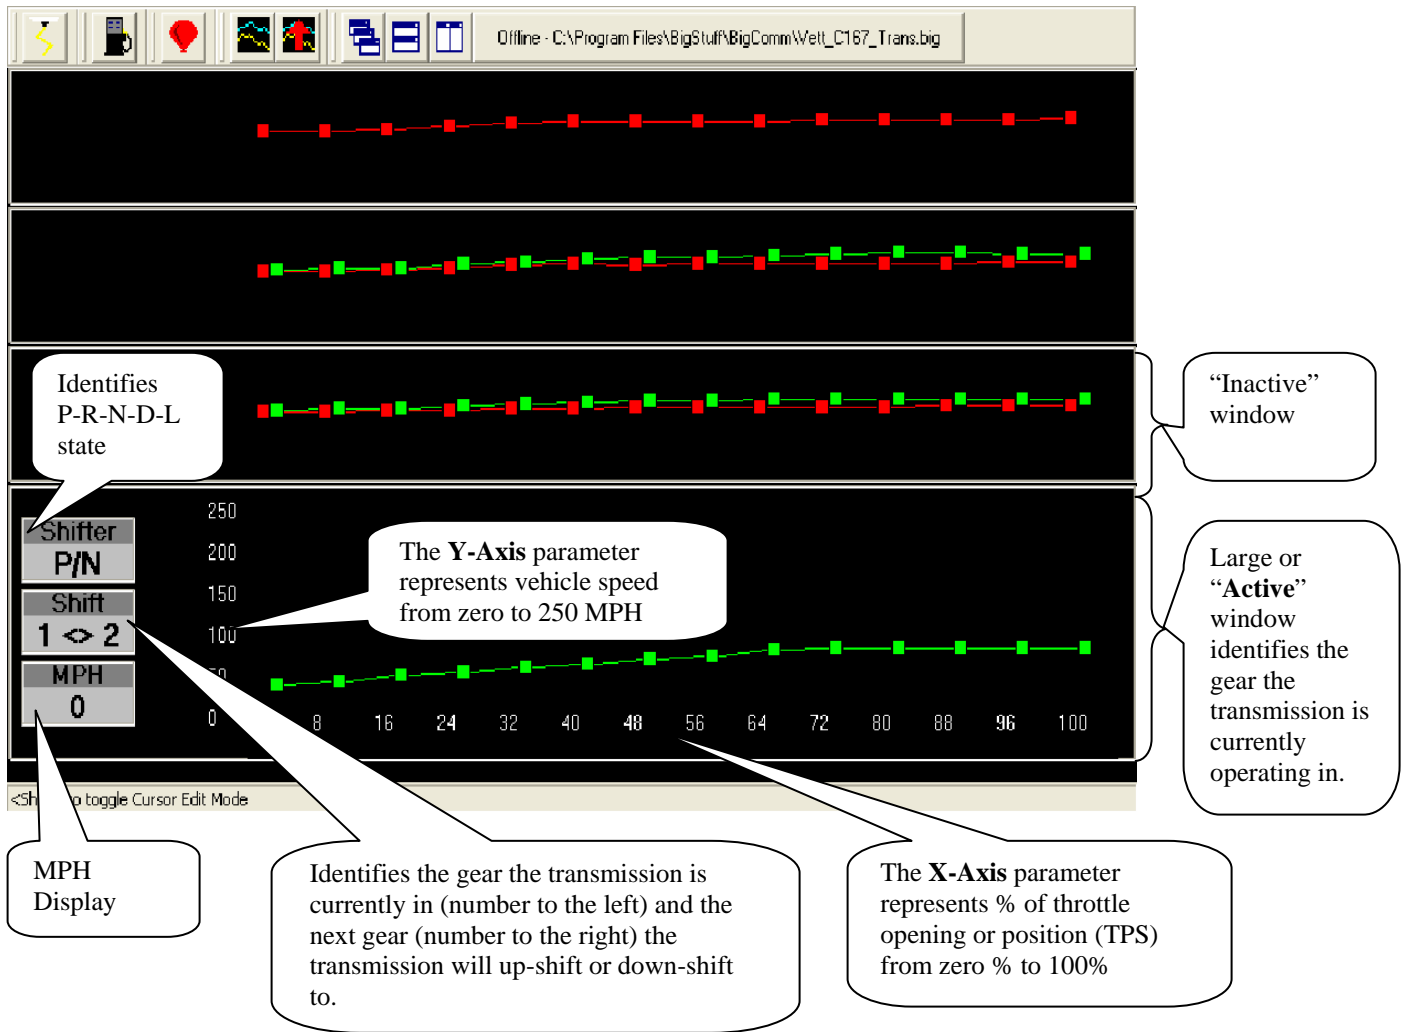 Offline - C:\Program Files\BigStuff\BigComm\Vett_C167_Trans.big
Identifies
P-R-N-D-L
state
“Inactive”
window
Shifter
P/N
Shift
1 <> 2
MPH
0
250
200
150
100
0
The Y-Axis parameter
represents vehicle speed
from zero to 250 MPH
8 16 24 32 40 48 56 64 72 80 88 96 100
Large or
“Active”
window
identifies the
gear the
transmission is
currently
operating in.
to toggle Cursor Edit Mode
MPH
Display
Identifies the gear the transmission is
currently in (number to the left) and the
next gear (number to the right) the
transmission will up-shift or down-shift
to.
The X-Axis parameter
represents % of throttle
opening or position (TPS)
from zero % to 100%